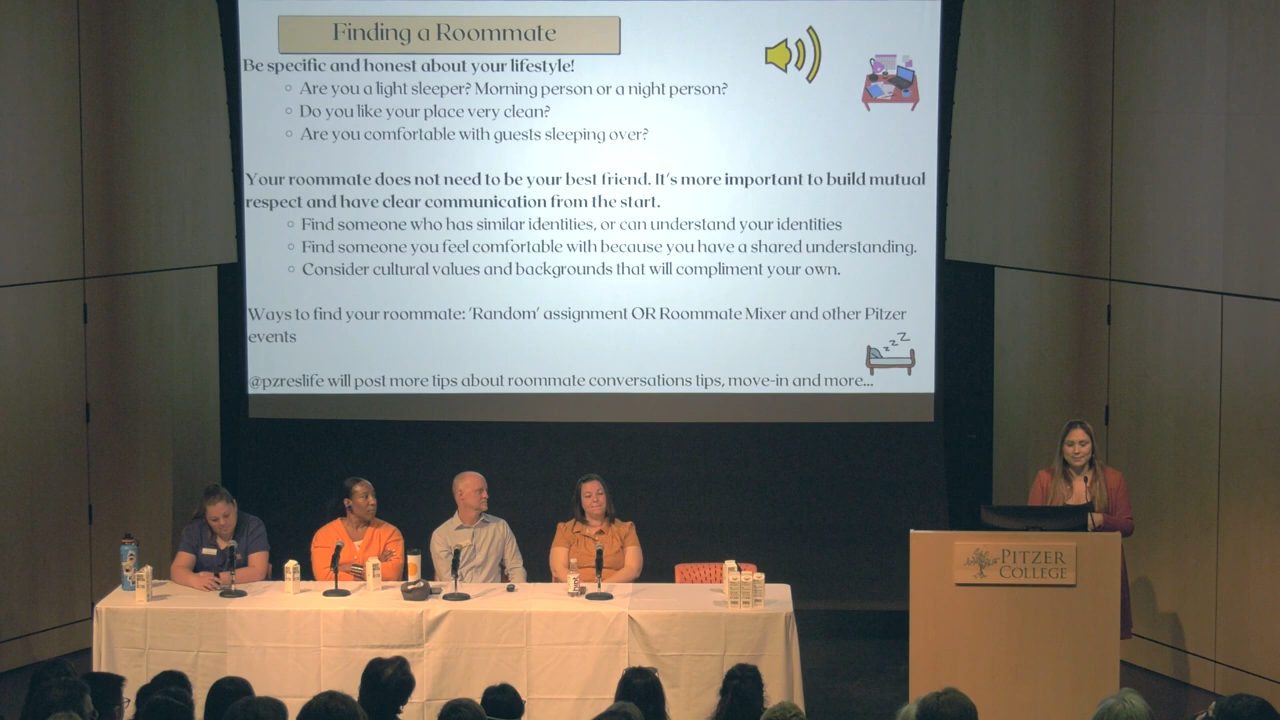 Finding a Roommate
Be specific and honest about your lifestyle!
Are you a light sleeper? Morning person or a night person?
Do you like your place very clean?
Are you comfortable with guests sleeping over?
Your roommate does not need to be your best friend. It's more important to build mutual
respect and have clear communication from the start.
Find someone who has similar identities, or can understand your identities
Find someone you feel comfortable with because you have a shared understanding.
Consider cultural values and backgrounds that will compliment your own.
Ways to find your roommate: 'Random' assignment OR Roommate Mixer and other Pitzer
events
z z Z
@pzreslife will post more tips about roommate conversations tips, move-in and more...
PITZER
COLLEGE